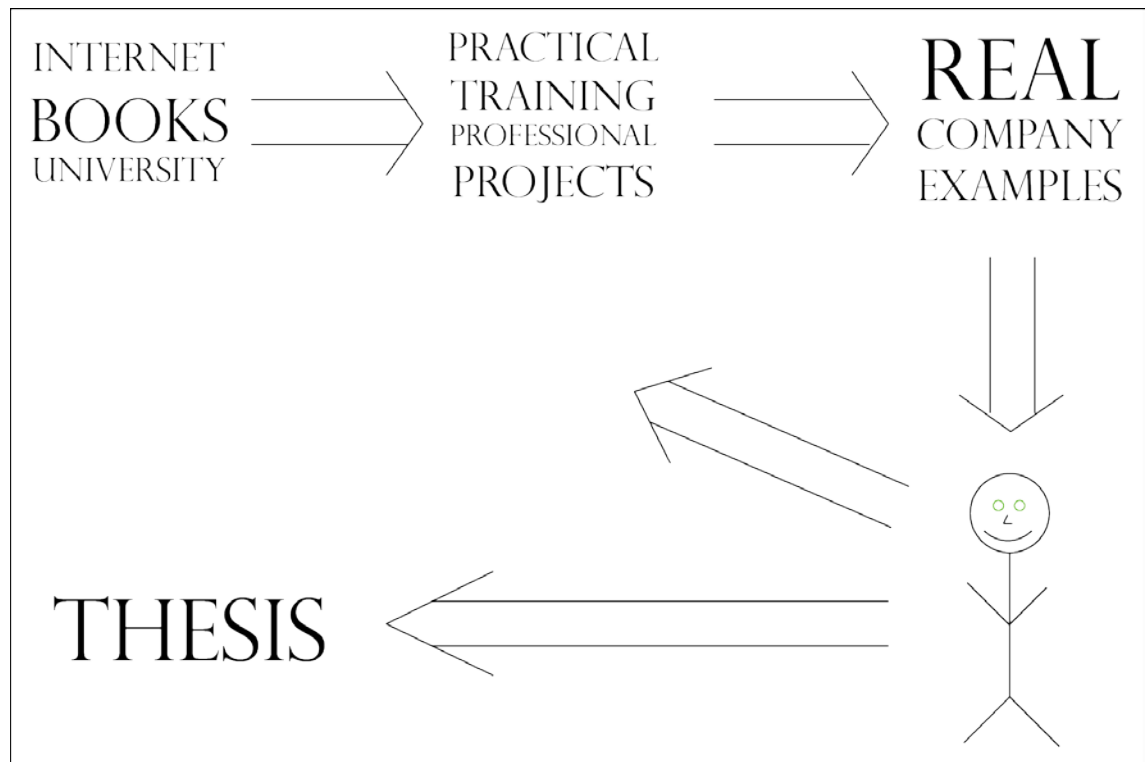 INTERNET
BOOKS
UNIVERSITY
PRACTICAL
TRAINING
PROFESSIONAL
PROJECTS
REAL
COMPANY
EXAMPLES
THESIS